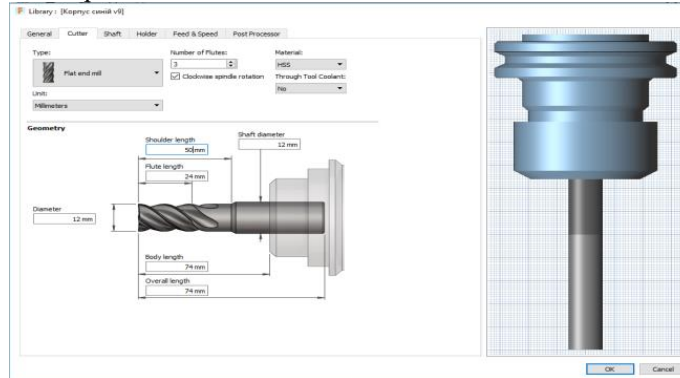 Library : [Корпус синій v9]
General Cutter Shaft Holder Feed & Speed Post Processor
Type:
Flat end mill
Unit:
Millimeters
Number of Flutes:
3
Clockwise spindle rotation
Material:
HSS
Through Tool Coolant:
No
Geometry
Shoulder length
50 mm
Shaft diameter
12 mm
Flute length
24 mm
Diameter
12 mm
Body length
74 mm
Overall length
74 mm
OK Cancel